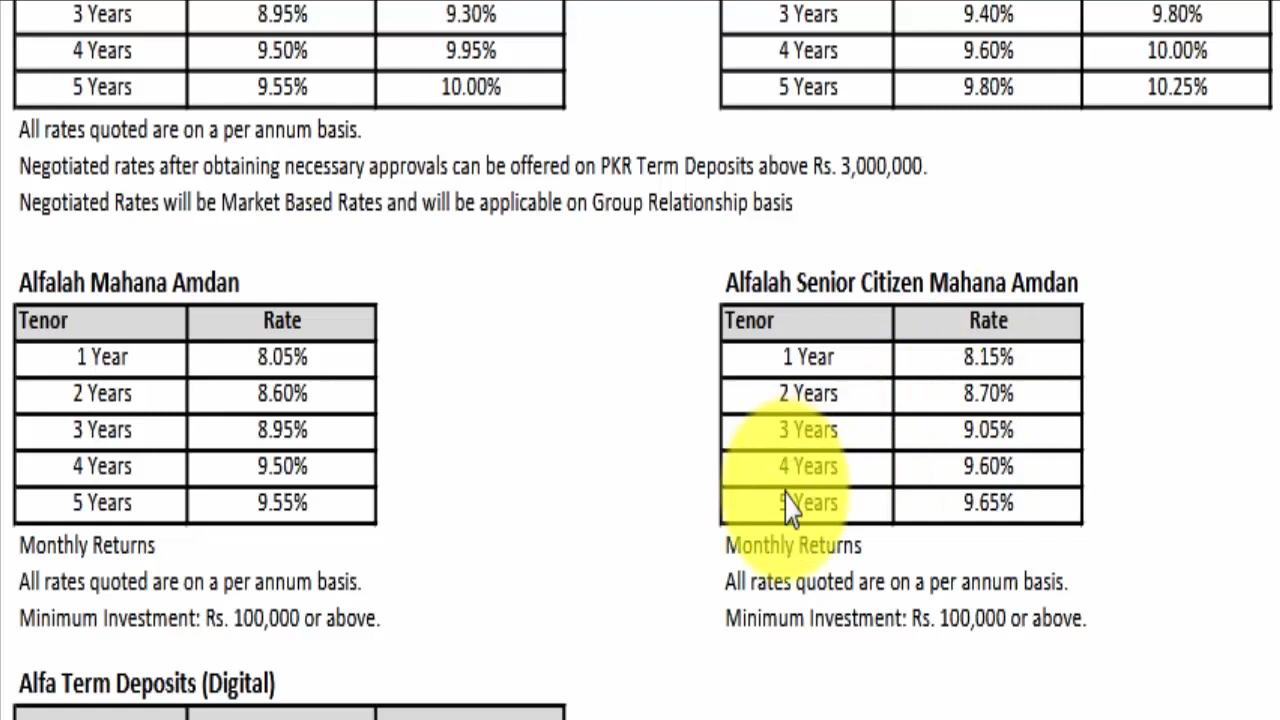 3 Years 8.95% 9.30%
4 Years 9.50% 9.95%
5 Years 9.55% 10.00%
3 Years 9.40% 9.80%
4 Years 9.60% 10.00%
5 Years 9.80% 10.25%
All rates quoted are on a per annum basis.
Negotiated rates after obtaining necessary approvals can be offered on PKR Term Deposits above Rs. 3,000,000.
Negotiated Rates will be Market Based Rates and will be applicable on Group Relationship basis
Alfalah Mahana Amdan
Tenor Rate
1 Year 8.05%
2 Years 8.60%
3 Years 8.95%
4 Years 9.50%
5 Years 9.55%
Monthly Returns
All rates quoted are on a per annum basis.
Minimum Investment: Rs. 100,000 or above.
Alfalah Senior Citizen Mahana Amdan
Tenor Rate
1 Year 8.15%
2 Years 8.70%
3 Years 9.05%
4 Years 9.60%
5 Years 9.65%
Monthly Returns
All rates quoted are on a per annum basis.
Minimum Investment: Rs. 100,000 or above.
Alfa Term Deposits (Digital)